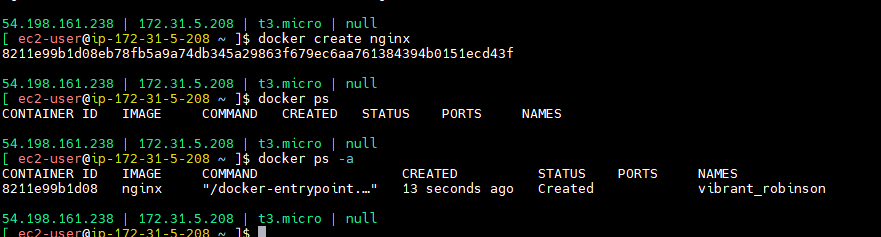 54.198.161.238 | 172.31.5.208 | t3.micro | null
[ ec2-user@ip-172-31-5-208 ~ ]$ docker create nginx
8211e99b1d08eb78fb5a9a74db345a29863f679ec6aa761384394b0151ecd43f
54.198.161.238 | 172.31.5.208 | t3.micro | null
[ ec2-user@ip-172-31-5-208 ~ ]$ docker ps
CONTAINER ID   IMAGE     COMMAND   CREATED   STATUS    PORTS     NAMES
54.198.161.238 | 172.31.5.208 | t3.micro | null
[ ec2-user@ip-172-31-5-208 ~ ]$ docker ps -a
CONTAINER ID   IMAGE     COMMAND                  CREATED          STATUS    PORTS     NAMES
8211e99b1d08   nginx     "/docker-entrypoint.…"   13 seconds ago   Created             vibrant_robinson
54.198.161.238 | 172.31.5.208 | t3.micro | null
[ ec2-user@ip-172-31-5-208 ~ ]$